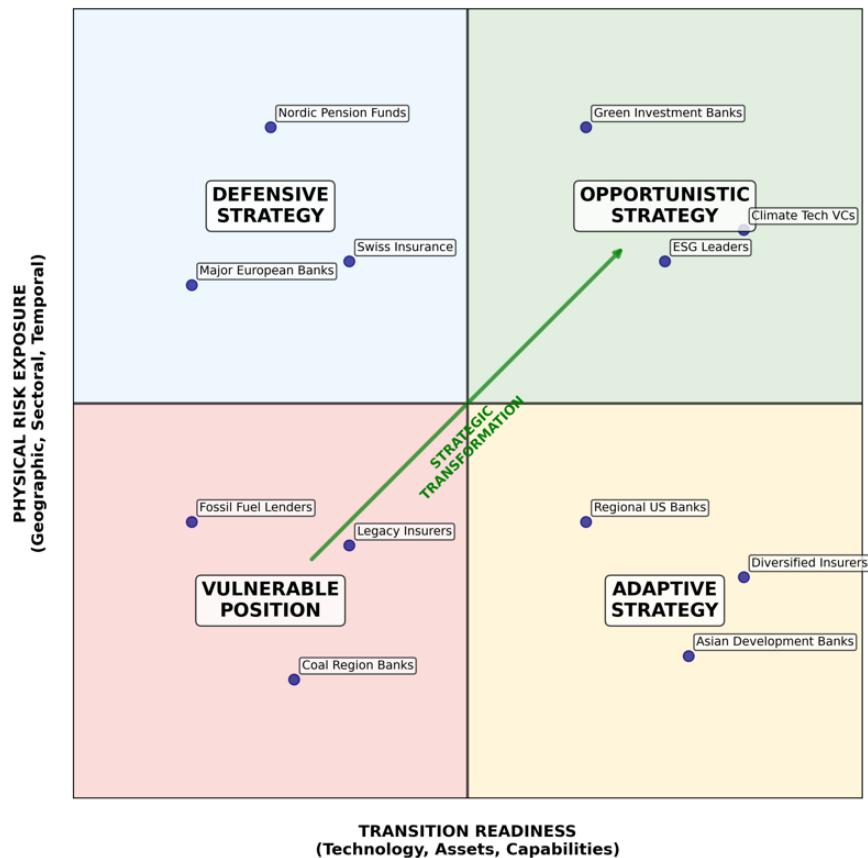 PHYSICAL RISK EXPOSURE
(Geographic, Sectoral, Temporal)
Nordic Pension Funds
DEFENSIVE
STRATEGY
Swiss Insurance
Major European Banks
Green Investment Banks
OPPORTUNISTIC
STRATEGY
Climate Tech VCs
ESG Leaders
STRATEGIC
TRANSFORMATION
Fossil Fuel Lenders
Legacy Insurers
VULNERABLE
POSITION
Coal Region Banks
Regional US Banks
Diversified Insurers
ADAPTIVE
STRATEGY
Asian Development Banks
TRANSITION READINESS
(Technology, Assets, Capabilities)